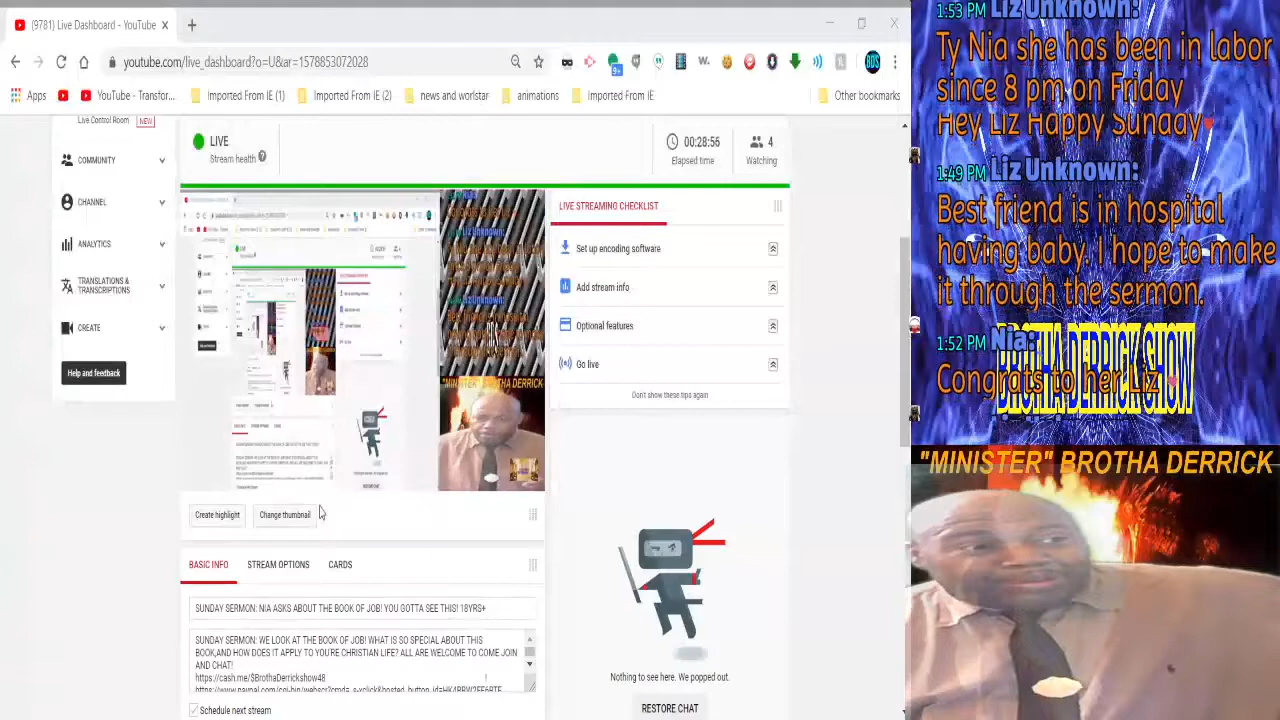 (9781) Live Dashboard - YouTube
youtube.com/live_dashboard?o=U&ar=1578853072028
9+
W.
BDS
Apps
YouTube - Transfor...
Imported From IE (1)
Imported From IE (2)
news and worlstar
animations
Imported From IE
Other bookmarks
Live Control Room NEW
COMMUNITY
CHANNEL
ANALYTICS
TRANSLATIONS &
TRANSCRIPTIONS
CREATE
Help and feedback
LIVE
Stream health
00:28:56
Elapsed time
4
Watching
"MINISTER" BROTHA DERRICK
LIVE STREAMING CHECKLIST
Set up encoding software
Add stream info
Optional features
Go live
Don't show these tips again
Create highlight
Change thumbnail
BASIC INFO
STREAM OPTIONS
CARDS
SUNDAY SERMON: NIA ASKS ABOUT THE BOOK OF JOB! YOU GOTTA SEE THIS! 18YRS+
SUNDAY SERMON: WE LOOK AT THE BOOK OF JOB! WHAT IS SO SPECIAL ABOUT THIS
BOOK,AND HOW DOES IT APPLY TO YOU'RE CHRISTIAN LIFE? ALL ARE WELCOME TO COME JOIN
AND CHAT!
https://cash.me/$BrothaDerrickshow48
Schedule next stream
Nothing to see here. We popped out.
RESTORE CHAT
1:53 PM Liz Unknown:
Ty Nia she has been in labor
since 8 pm on Friday
Hey Liz Happy Sunday
1:49 PM Liz Unknown:
Best friend is in hospital
having baby. I hope to make
it through the sermon.
1:52 PM Nia:
Congrats to her Liz
BROTHA DERRICK SHOW
"MINISTER" BROTHA DERRICK